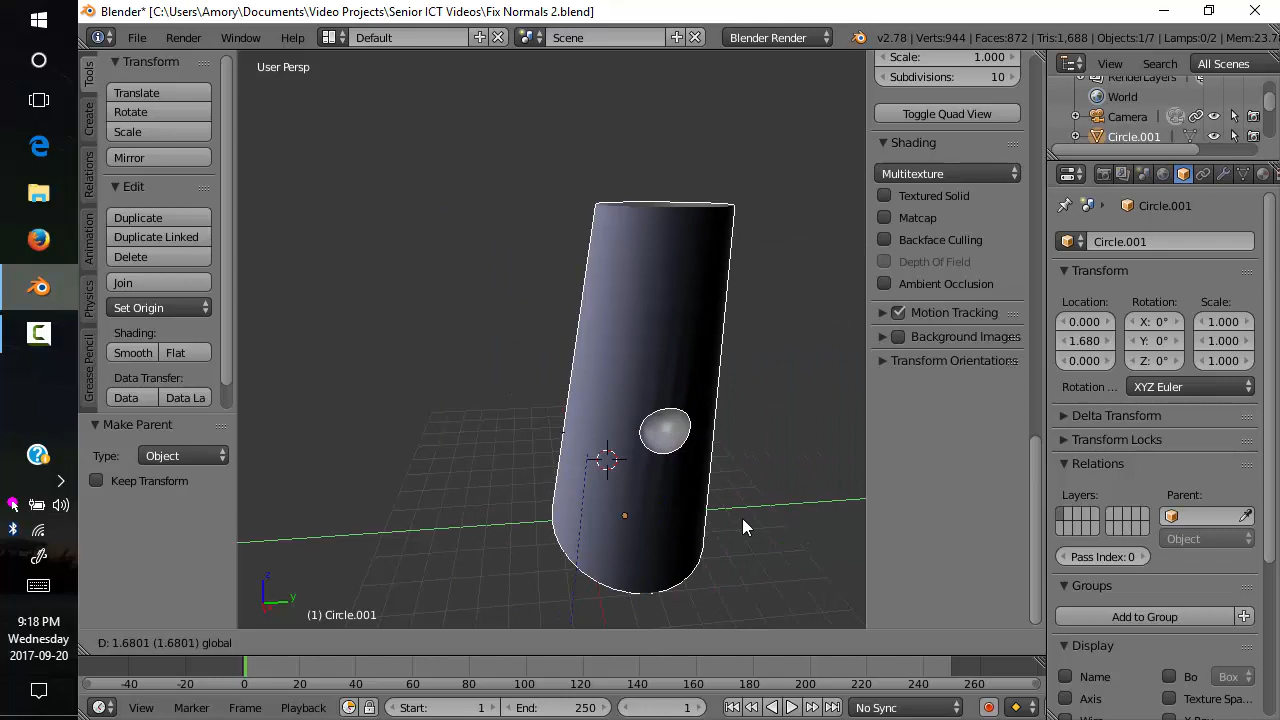 Blender* [C:\Users\Amory\Documents\Video Projects\Senior ICT Videos\Fix Normals 2.blend]
File Render Window Help Default Scene Blender Render v2.78 | Verts:944 | Faces:872 | Tris:1,688 | Objects:1/7 | Lamps:0/2 | Mem:23.7
Transform
Translate
Rotate
Scale
Mirror
Edit
Duplicate
Duplicate Linked
Delete
Join
Set Origin
Shading:
Smooth Flat
Data Transfer:
Data Data La
Tools
Create
Relations
Animation
Physics
Grease Pencil
Make Parent
Type: Object
Keep Transform
User Persp
z
y
(1) Circle.001
D: 1.6801 (1.6801) global
Scale: 1.000
Subdivisions: 10
Toggle Quad View
Shading
Multitexture
Textured Solid
Matcap
Backface Culling
Depth Of Field
Ambient Occlusion
Motion Tracking
Background Images
Transform Orientations
View Search All Scenes
RenderLayers
World
Camera
Circle.001
Circle.001
Circle.001
Transform
Location: Rotation: Scale:
0.000 X: 0° 1.000
1.680 Y: 0° 1.000
0.000 Z: 0° 1.000
Rotation ... XYZ Euler
Delta Transform
Transform Locks
Relations
Layers: Parent:
Object
Pass Index: 0
Groups
Add to Group
Display
Name Bo Box
Axis Texture Spa...
-40 -20 0 20 40 60 80 100 120 140 160 180 200 220 240 260
View Marker Frame Playback Start: 1 End: 250 1 No Sync
9:18 PM
Wednesday
2017-09-20